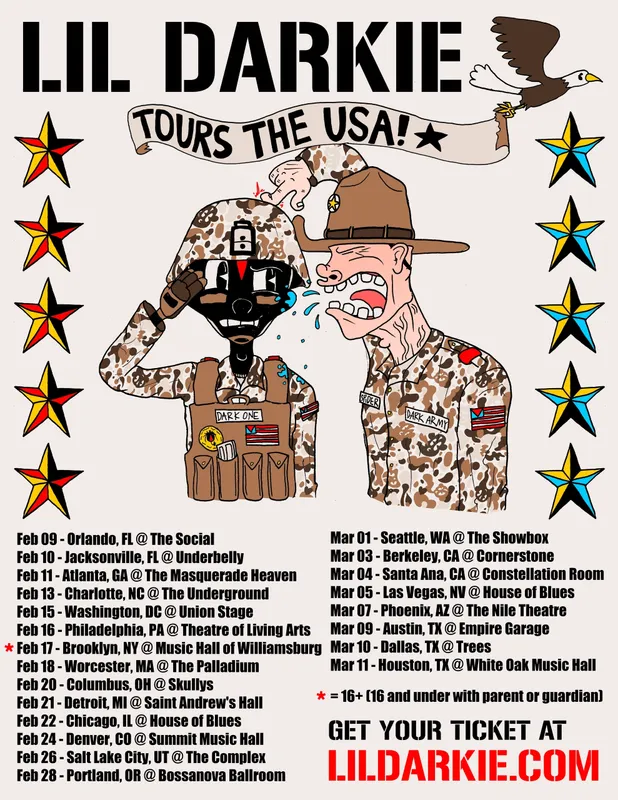 LIL DARKIE
TOURS THE USA!
DARK ONE
DARK ARMY
Feb 09 - Orlando, FL @ The Social
Feb 10 - Jacksonville, FL @ Underbelly
Feb 11 - Atlanta, GA @ The Masquerade Heaven
Feb 13 - Charlotte, NC @ The Underground
Feb 15 - Washington, DC @ Union Stage
Feb 16 - Philadelphia, PA @ Theatre of Living Arts
* Feb 17 - Brooklyn, NY @ Music Hall of Williamsburg
Feb 18 - Worcester, MA @ The Palladium
Feb 20 - Columbus, OH @ Skullys
Feb 21 - Detroit, MI @ Saint Andrew's Hall
Feb 22 - Chicago, IL @ House of Blues
Feb 24 - Denver, CO @ Summit Music Hall
Feb 26 - Salt Lake City, UT @ The Complex
Feb 28 - Portland, OR @ Bossanova Ballroom
Mar 01 - Seattle, WA @ The Showbox
Mar 03 - Berkeley, CA @ Cornerstone
Mar 04 - Santa Ana, CA @ Constellation Room
Mar 05 - Las Vegas, NV @ House of Blues
Mar 07 - Phoenix, AZ @ The Nile Theatre
Mar 09 - Austin, TX @ Empire Garage
Mar 10 - Dallas, TX @ Trees
Mar 11 - Houston, TX @ White Oak Music Hall
* = 16+ (16 and under with parent or guardian)
GET YOUR TICKET AT
LILDARKIE.COM